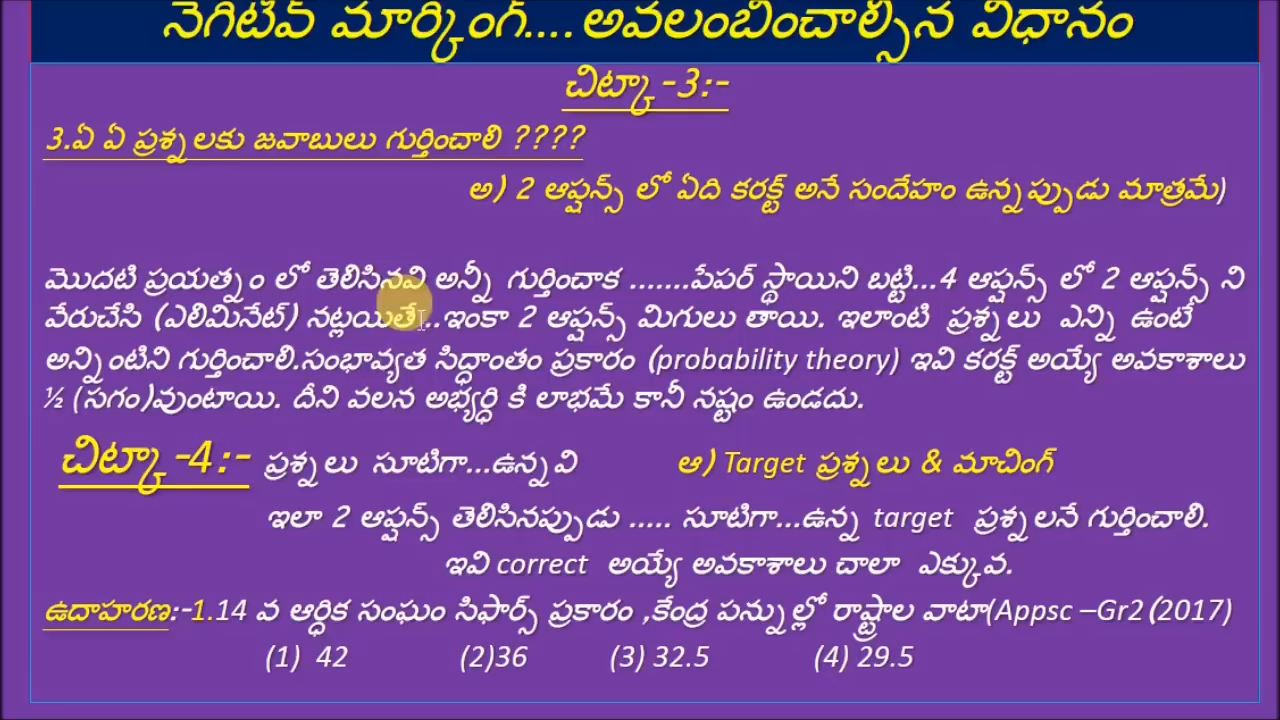 నెగిటివ్ మార్కింగ్....అవలంబించాల్సిన విధానం
చిట్కా -3:-
3.ఏ ఏ ప్రశ్నలకు జవాబులు గుర్తించాలి ????
అ) 2 ఆప్షన్స్ లో ఏది కరక్ట్ అనే సందేహం ఉన్నప్పుడు మాత్రమే)
మొదటి ప్రయత్నం లో తెలిసినవి అన్నీ గుర్తించాక .......పేపర్ స్థాయిని బట్టి...4 ఆప్షన్స్ లో 2 ఆప్షన్స్ ని
వేరుచేసి (ఎలిమినేట్) నట్లయితే...ఇంకా 2 ఆప్షన్స్ మిగులు తాయి. ఇలాంటి ప్రశ్నలు ఎన్ని ఉంటే
అన్నింటిని గుర్తించాలి.సంభావ్యత సిద్ధాంతం ప్రకారం (probability theory) ఇవి కరక్ట్ అయ్యే అవకాశాలు
½ (సగం)వుంటాయి. దీని వలన అభ్యర్ధి కి లాభమే కానీ నష్టం ఉండదు.
చిట్కా -4:- ప్రశ్నలు సూటిగా...ఉన్నవి ఆ) Target ప్రశ్నలు & మాచింగ్
ఇలా 2 ఆప్షన్స్ తెలిసినప్పుడు ..... సూటిగా...ఉన్న target ప్రశ్నలనే గుర్తించాలి.
ఇవి correct అయ్యే అవకాశాలు చాలా ఎక్కువ.
ఉదాహరణ:-1.14 వ ఆర్ధిక సంఘం సిఫార్స్ ప్రకారం ,కేంద్ర పన్నుల్లో రాష్ట్రాల వాటా(Appsc –Gr2(2017)
(1) 42 (2)36 (3) 32.5 (4) 29.5